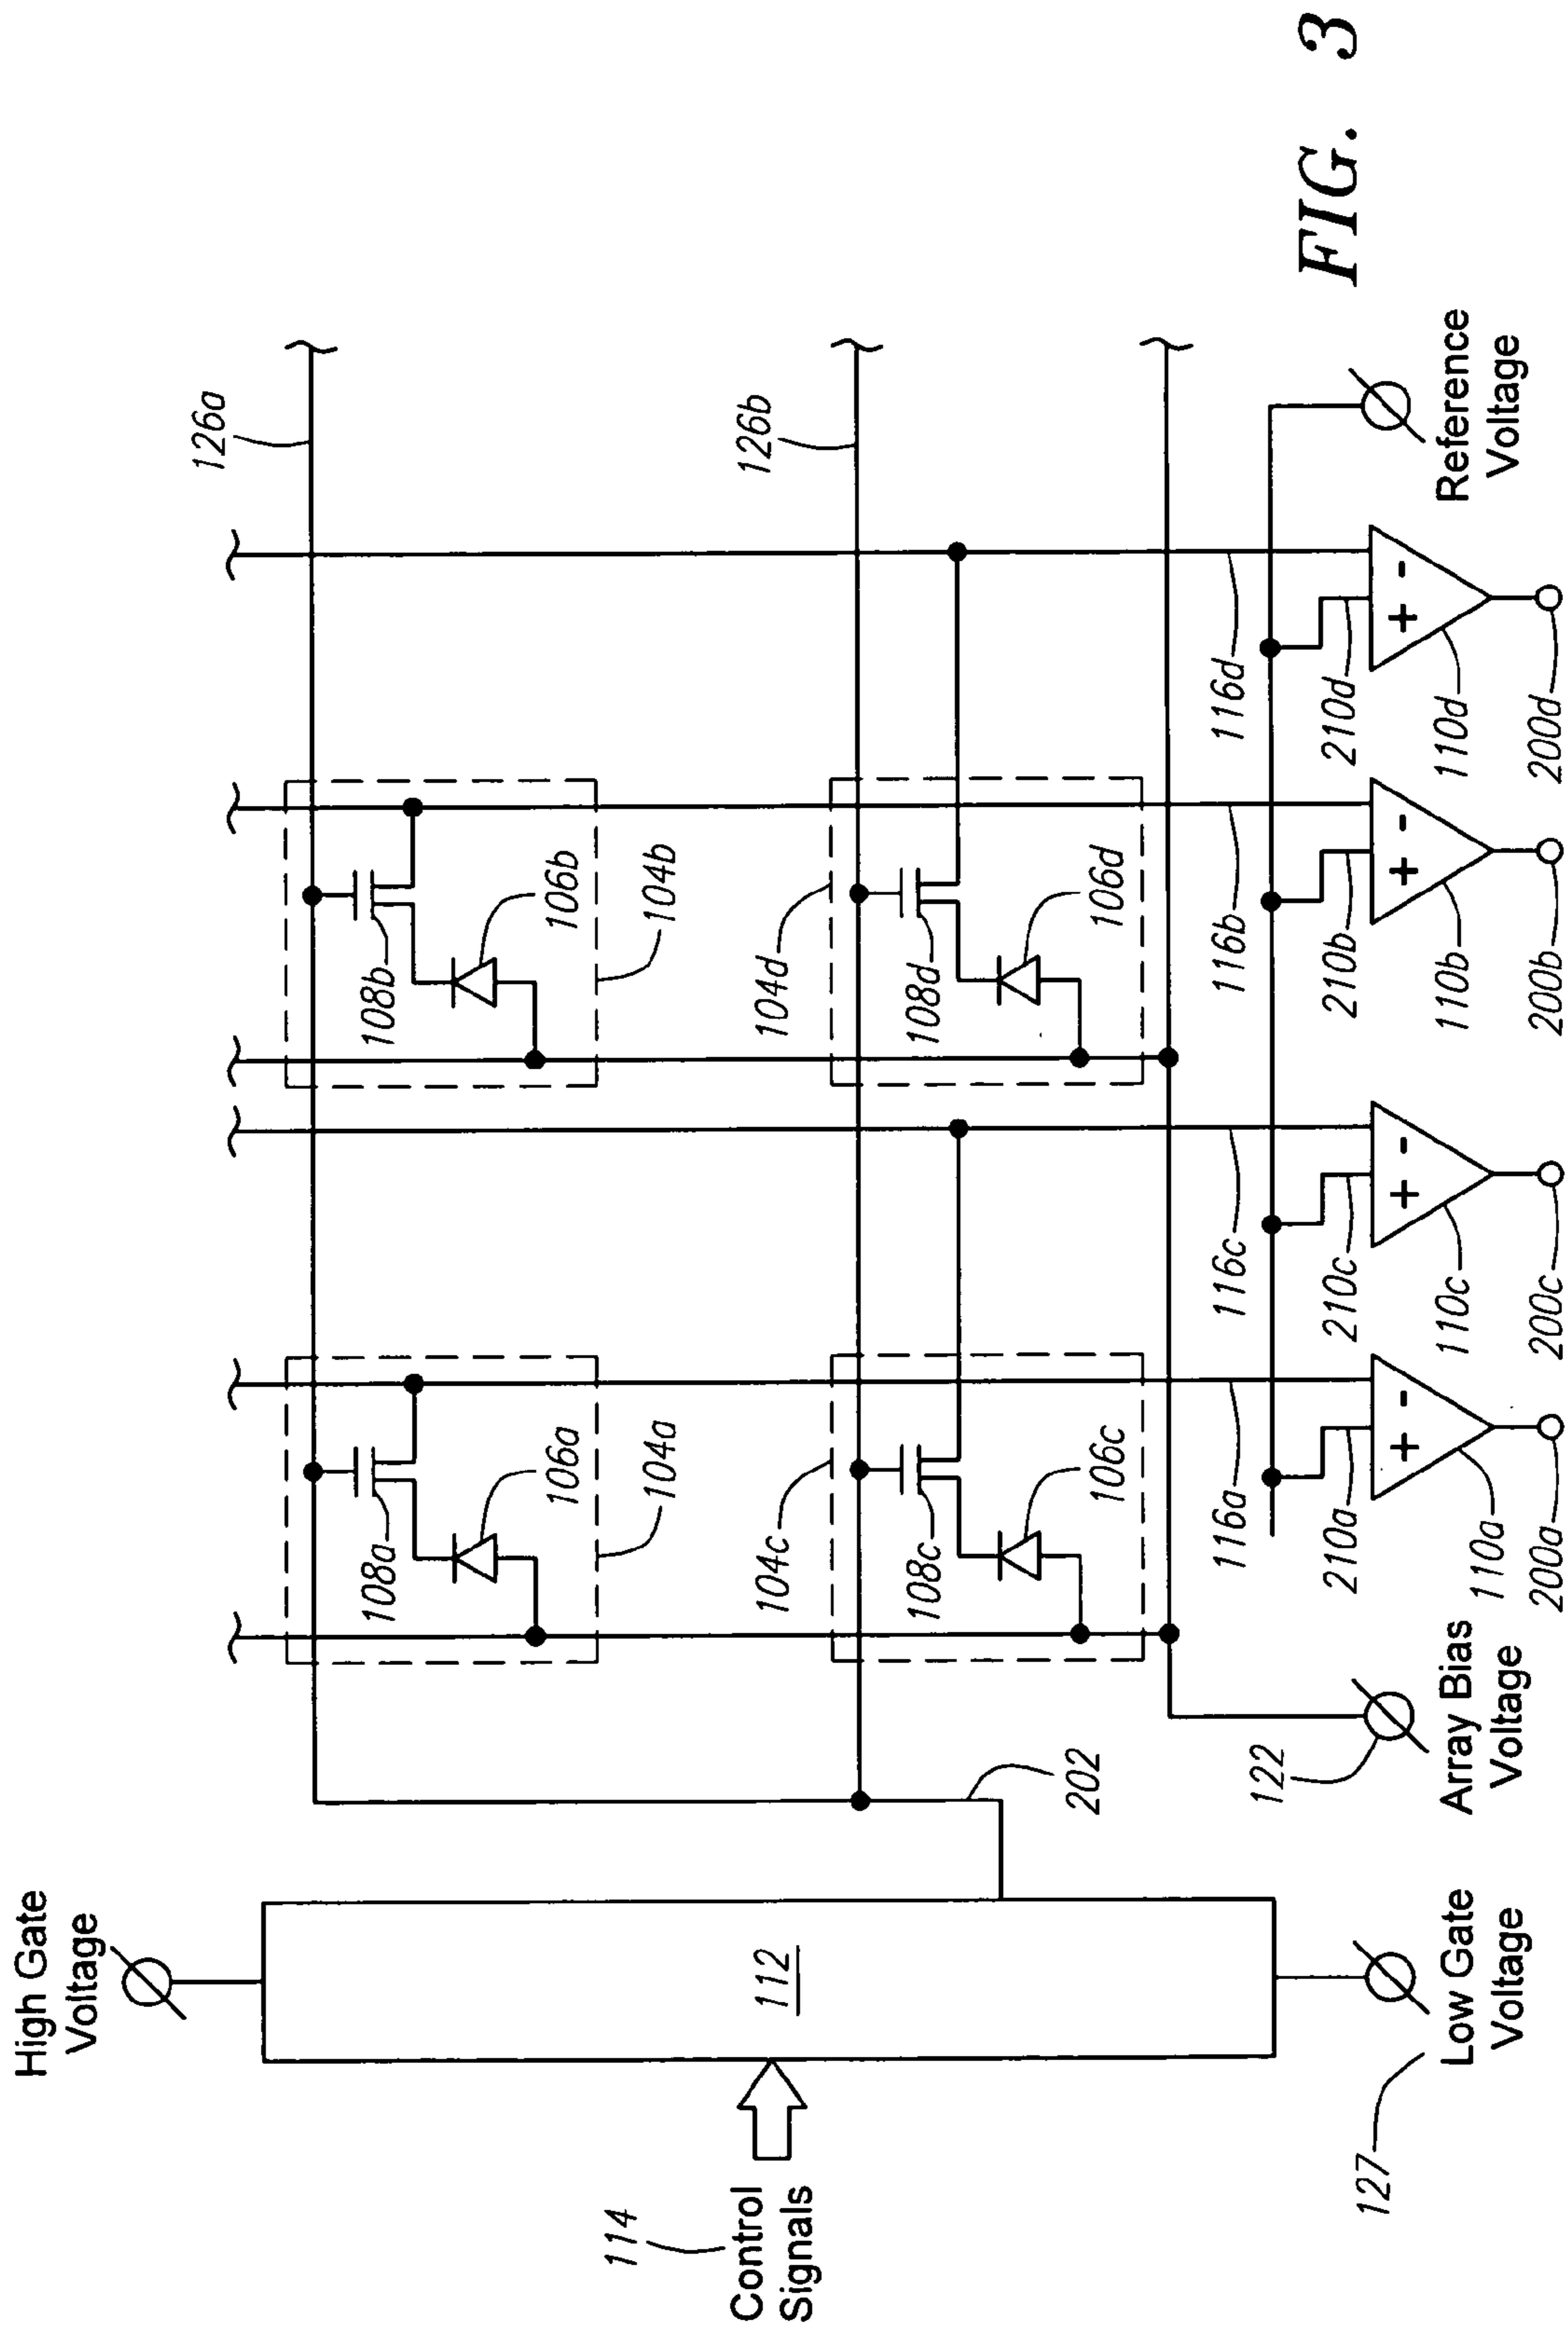 High Gate
Voltage
126a
108a
106a
104a
108b
106b
104b
114
Control
Signals
112
126b
104c
108c
106c
104d
108d
106d
202
116a
116c
116b
116d
210a
210c
210b
210d
+ -
+ -
+ -
+ -
122
127
110a
110c
110b
110d
Low Gate
Voltage
Array Bias
Voltage
Reference
Voltage
200a
200c
200b
200d
FIG. 3